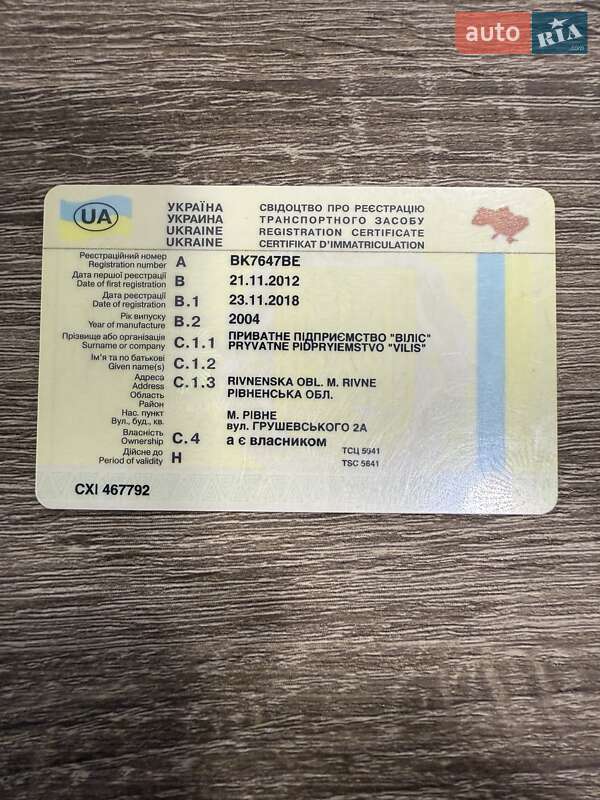 auto RIA.com
UA
УКРАЇНА СВІДОЦТВО ПРО РЕЄСТРАЦІЮ
УКРАИНА ТРАНСПОРТНОГО ЗАСОБУ
UKRAINE REGISTRATION CERTIFICATE
UKRAINE CERTIFIKAT D'IMMATRICULATION
Реєстраційний номер
Registration number A BK7647BE
Дата першої реєстрації
Date of first registration B 21.11.2012
Дата реєстрації
Date of registration B.1 23.11.2018
Рік випуску
Year of manufacture B.2 2004
Прізвище або організація
Surname or company C.1.1 ПРИВАТНЕ ПІДПРИЄМСТВО "ВІЛІС"
PRYVATNE PIDPRYIEMSTVO "VILIS"
Ім'я та по батькові
Given name(s) C.1.2
Адреса
Address C.1.3 RIVNENSKA OBL. M. RIVNE
Область РІВНЕНСЬКА ОБЛ.
Район
Нас. пункт М. РІВНЕ
Вул., буд., кв. вул. ГРУШЕВСЬКОГО 2А
Власність
Ownership C.4 а є власником
Дійсне до
Period of validity H
ТСЦ 5641
TSC 5641
CXI 467792